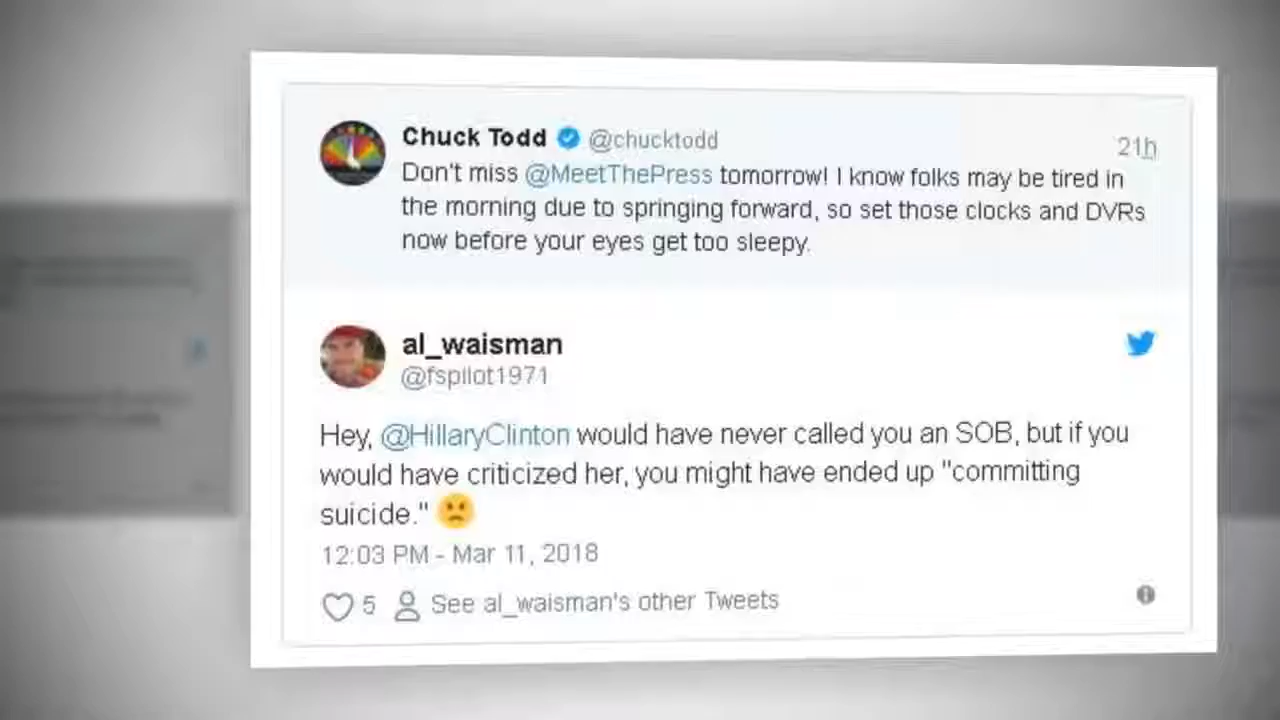 Chuck Todd @chucktodd 21h
Don't miss @MeetThePress tomorrow! I know folks may be tired in
the morning due to springing forward, so set those clocks and DVRs
now before your eyes get too sleepy.
al_waisman
@fspilot1971
Hey, @HillaryClinton would have never called you an SOB, but if you
would have criticized her, you might have ended up "committing
suicide." 🙁
12:03 PM - Mar 11, 2018
5 See al_waisman's other Tweets